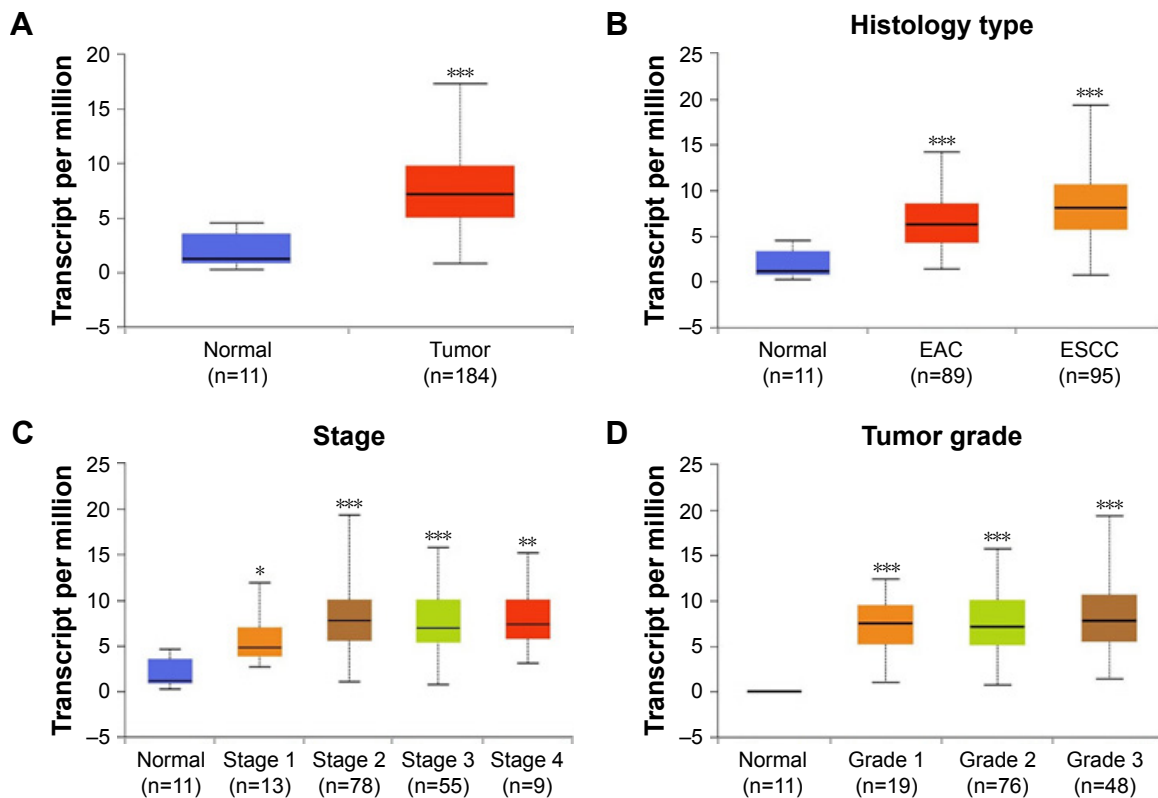 A
Transcript per million
20
15
10
5
0
–5
***
Normal
(n=11)
Tumor
(n=184)
B
Histology type
Transcript per million
25
20
15
10
5
0
–5
***
***
Normal
(n=11)
EAC
(n=89)
ESCC
(n=95)
C
Stage
Transcript per million
25
20
15
10
5
0
–5
*
***
***
**
Normal
(n=11)
Stage 1
(n=13)
Stage 2
(n=78)
Stage 3
(n=55)
Stage 4
(n=9)
D
Tumor grade
Transcript per million
25
20
15
10
5
0
–5
***
***
***
Normal
(n=11)
Grade 1
(n=19)
Grade 2
(n=76)
Grade 3
(n=48)